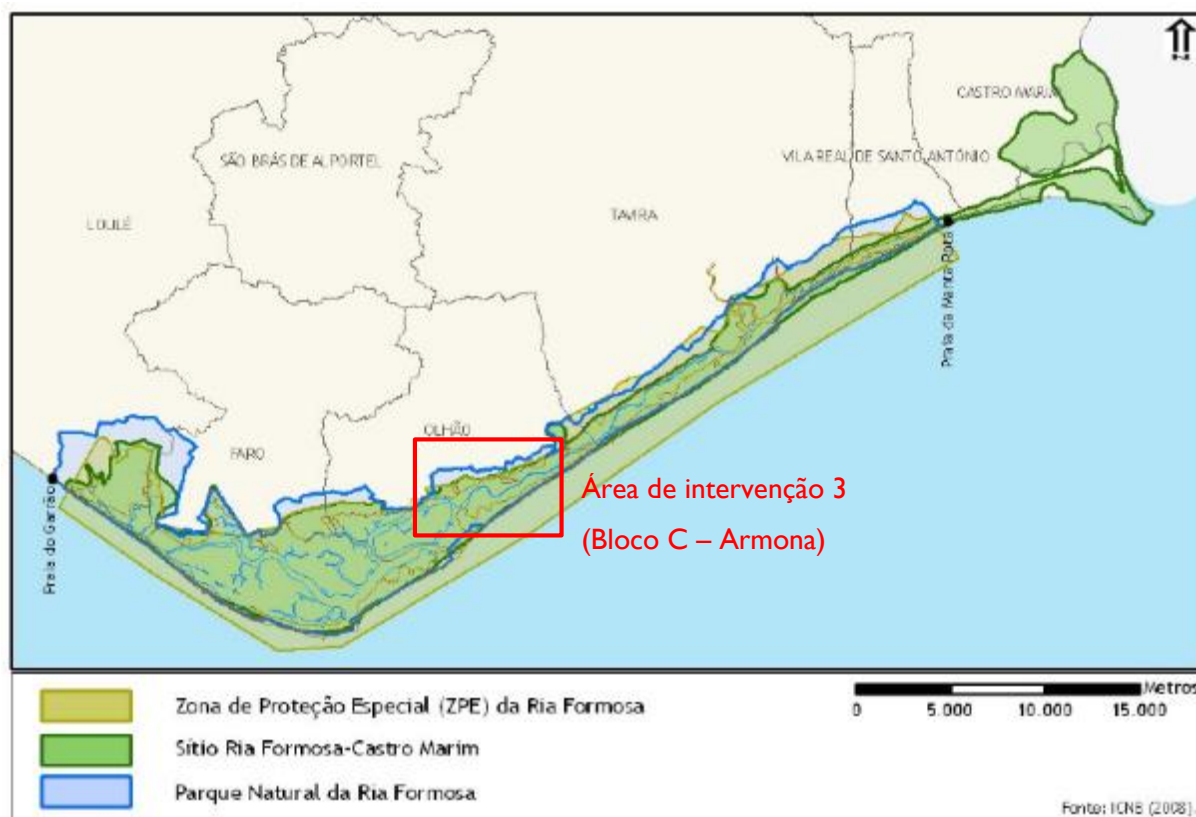 CASTRO MARIM
SÃO BRÁS DE ALPORTEL
VILA REAL DE SANTO ANTÓNIO
LOULÉ
TAVIRA
Praia da Manta Rota
OLHÃO
FARO
Praia do Garrão
Área de intervenção 3
(Bloco C – Armona)
Zona de Proteção Especial (ZPE) da Ria Formosa
Sítio Ria Formosa-Castro Marim
Parque Natural da Ria Formosa
Metros
0 5.000 10.000 15.000
Fonte: ICNB (2008).